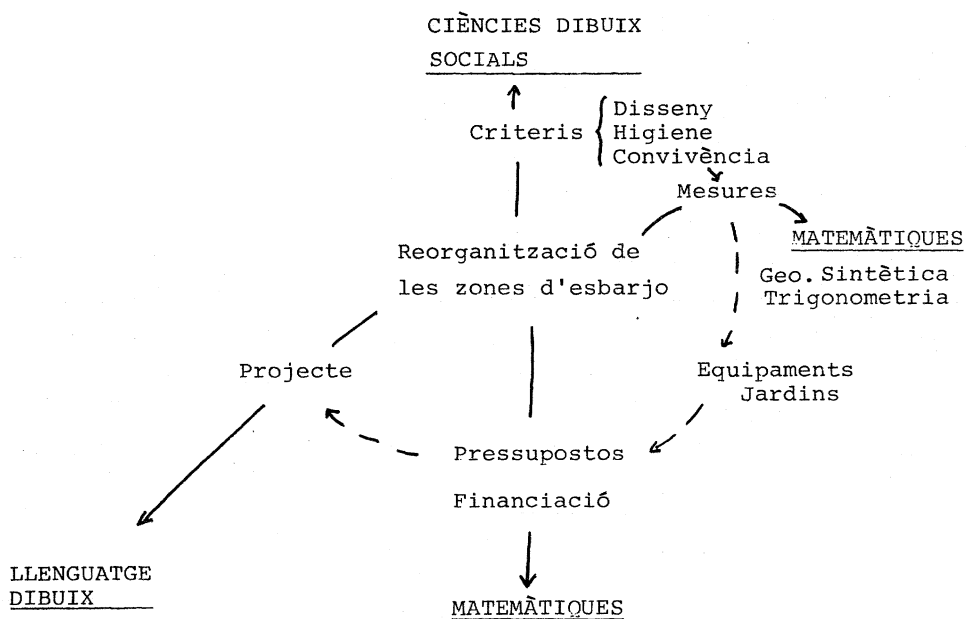 CIÈNCIES DIBUIX
SOCIALS
Criteris
Disseny
Higiene
Convivència
Mesures
MATEMÀTIQUES
Geo. Sintètica
Trigonometria
Reorganització de
les zones d'esbarjo
Projecte
Equipaments
Jardins
Pressupostos
Financiació
LLENGUATGE
DIBUIX
MATEMÀTIQUES